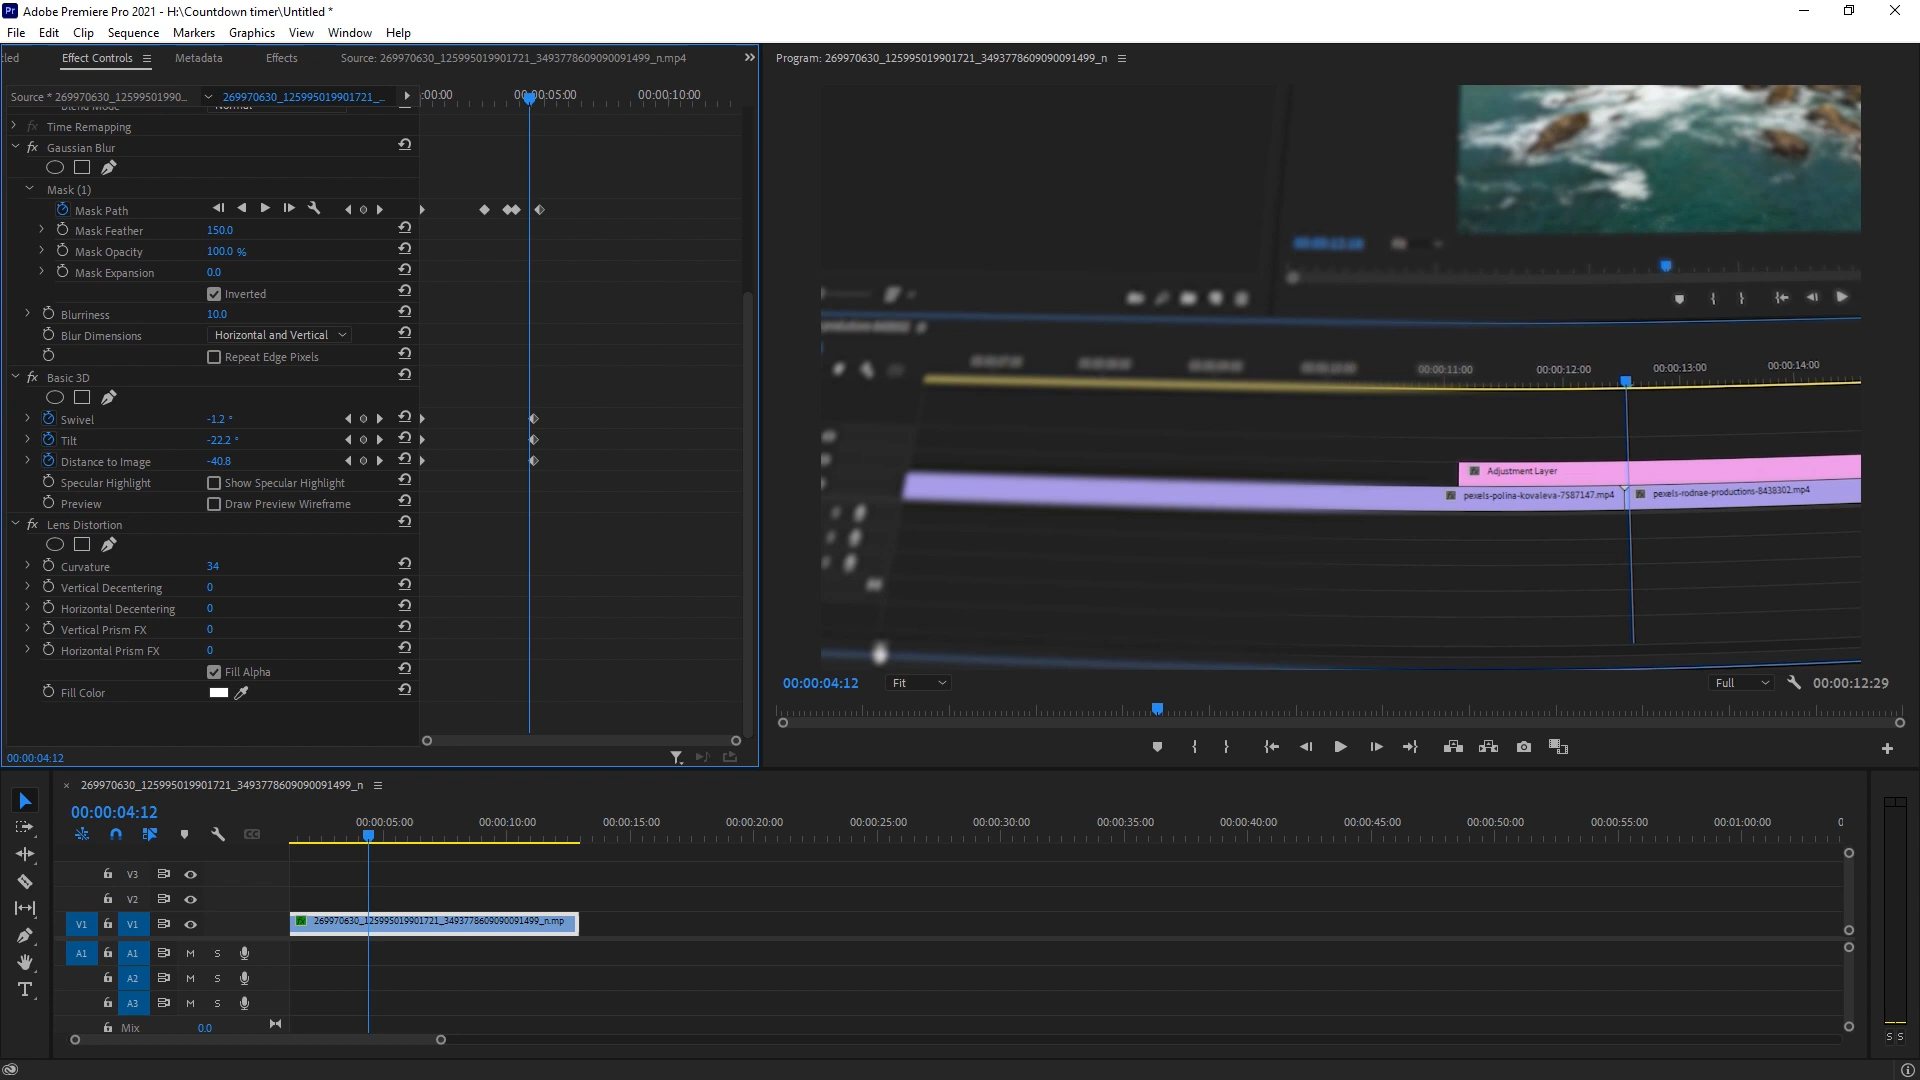 Pr Adobe Premiere Pro 2021 - H:\Countdown timer\Untitled *
File Edit Clip Sequence Markers Graphics View Window Help
Effect Controls Metadata Effects Source: 269970630_125995019901721_3493778609090091499_n.mp4
Program: 269970630_125995019901721_3493778609090091499_n
Source * 269970630_12599501990... 269970630_125995019901721_... :00:00 00:00:05:00 00:00:10:00
Blend Mode Normal
fx Time Remapping
fx Gaussian Blur
Mask (1)
Mask Path
Mask Feather 150.0
Mask Opacity 100.0 %
Mask Expansion 0.0
Inverted
Blurriness 10.0
Blur Dimensions Horizontal and Vertical
Repeat Edge Pixels
fx Basic 3D
Swivel -1.2 °
Tilt -22.2 °
Distance to Image -40.8
Specular Highlight Show Specular Highlight
Preview Draw Preview Wireframe
fx Lens Distortion
Curvature 34
Vertical Decentering 0
Horizontal Decentering 0
Vertical Prism FX 0
Horizontal Prism FX 0
Fill Alpha
Fill Color
00:00:04:12
00:00:11:00 00:00:12:00 00:00:13:00 00:00:14:00
Adjustment Layer
pexels-polina-kovaleva-7587147.mp4 pexels-rodnae-productions-8438302.mp4
00:00:04:12 Fit Full 00:00:12:29
269970630_125995019901721_3493778609090091499_n
00:00:04:12
00:00:05:00 00:00:10:00 00:00:15:00 00:00:20:00 00:00:25:00 00:00:30:00 00:00:35:00 00:00:40:00 00:00:45:00 00:00:50:00 00:00:55:00 00:01:00:00
V3
V2
V1 V1 269970630_125995019901721_3493778609090091499_n.mp
A1 A1 M S
A2 M S
A3 M S
Mix 0.0
S S